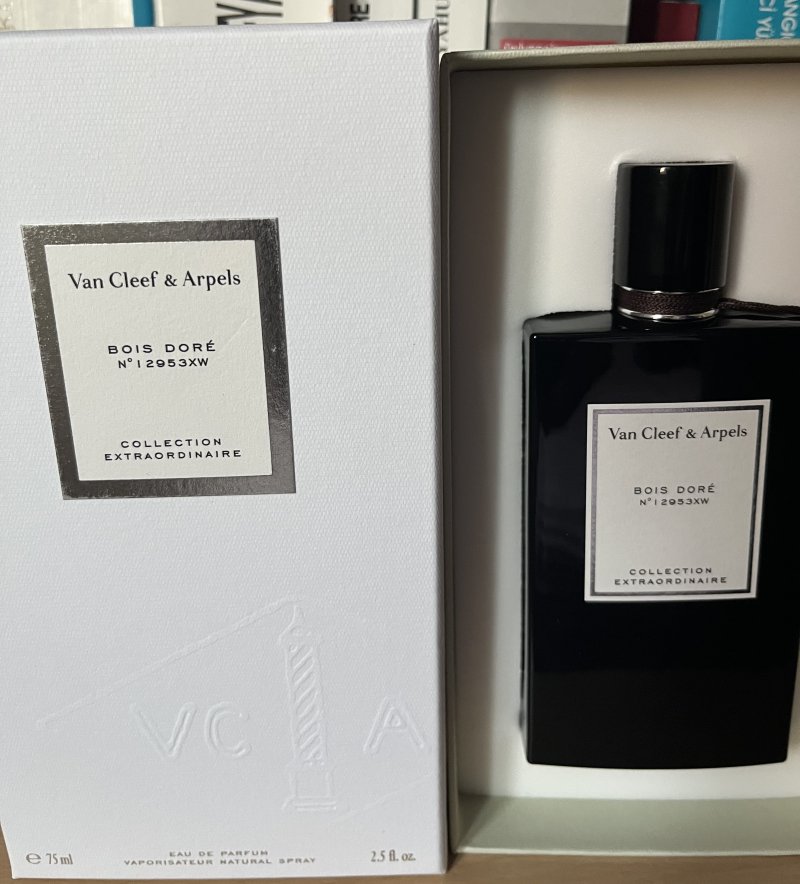 Van Cleef & Arpels
BOIS DORÉ
N°12953XW
COLLECTION
EXTRAORDINAIRE
VC A
℮ 75 ml
EAU DE PARFUM
VAPORISATEUR NATURAL SPRAY
2.5 fl. oz.
Van Cleef & Arpels
BOIS DORÉ
N°12953XW
COLLECTION
EXTRAORDINAIRE